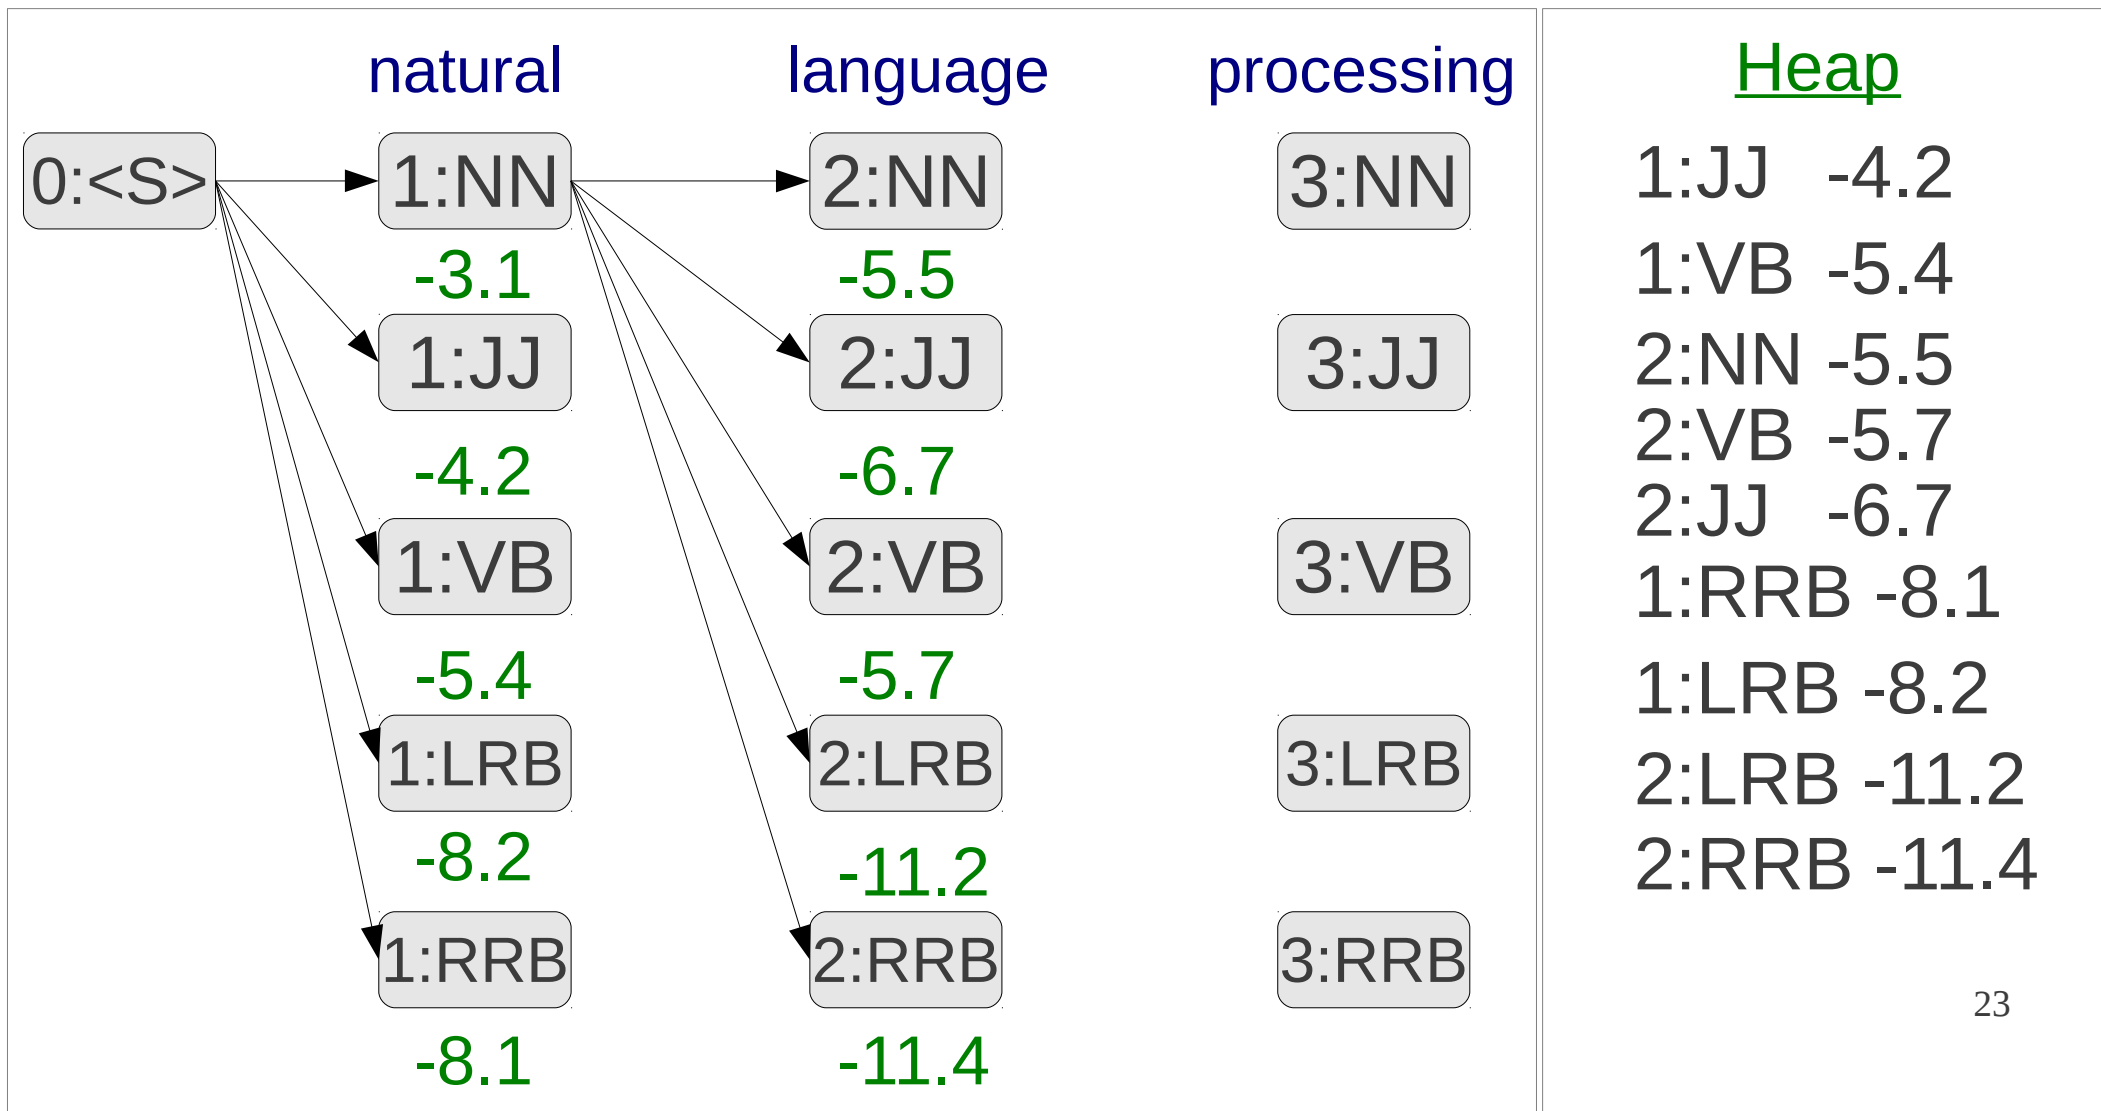 natural language processing
0:<S> 1:NN 2:NN 3:NN
-3.1 -5.5
1:JJ 2:JJ 3:JJ
-4.2 -6.7
1:VB 2:VB 3:VB
-5.4 -5.7
1:LRB 2:LRB 3:LRB
-8.2 -11.2
1:RRB 2:RRB 3:RRB
-8.1 -11.4
Heap
1:JJ -4.2
1:VB -5.4
2:NN -5.5
2:VB -5.7
2:JJ -6.7
1:RRB -8.1
1:LRB -8.2
2:LRB -11.2
2:RRB -11.4
23